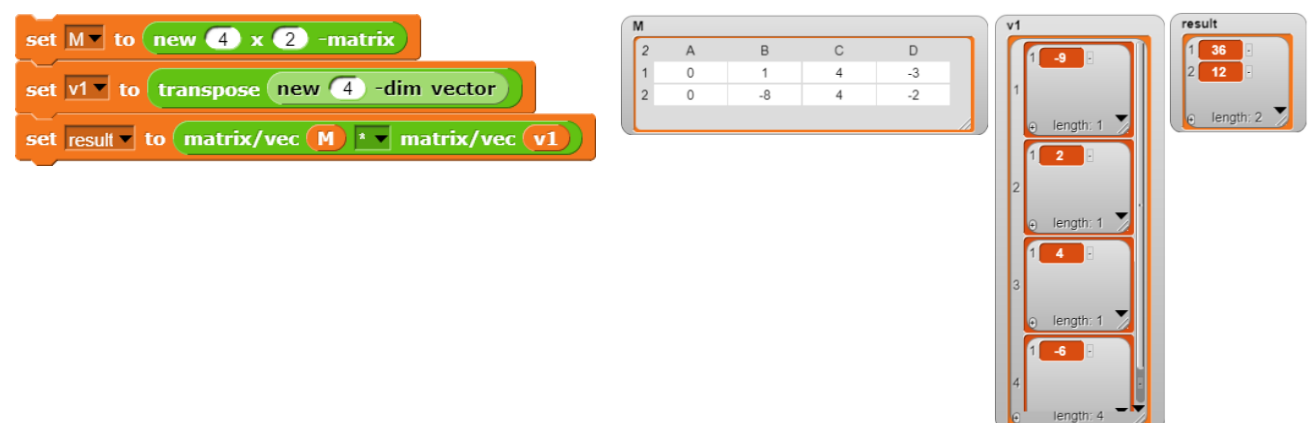 set M to new 4 x 2 -matrix
set v1 to transpose new 4 -dim vector
set result to matrix/vec M * matrix/vec v1
M
2 A B C D
1 0 1 4 -3
2 0 -8 4 -2
v1
1
1 -9
length: 1
2
1 2
length: 1
3
1 4
length: 1
4
1 -6
length: 4
result
1 36
2 12
length: 2